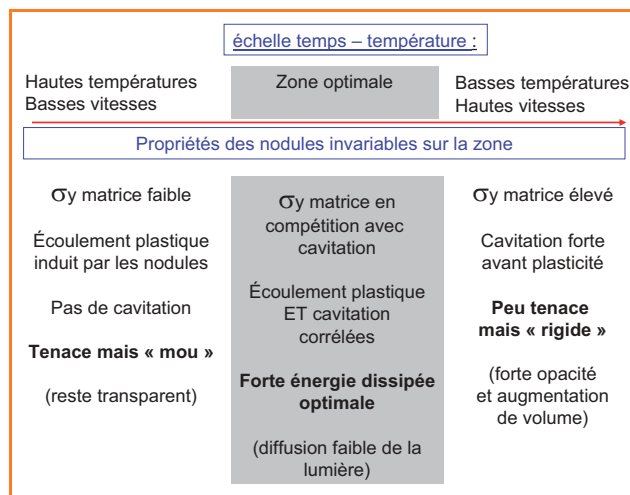 échelle temps – température :
Hautes températures
Basses vitesses
Zone optimale
Basses températures
Hautes vitesses
Propriétés des nodules invariables sur la zone
σy matrice faible
Écoulement plastique
induit par les nodules
Pas de cavitation
Tenace mais « mou »
(reste transparent)
σy matrice en
compétition avec
cavitation
Écoulement plastique
ET cavitation
corrélées
Forte énergie dissipée
optimale
(diffusion faible de la
lumière)
σy matrice élevé
Cavitation forte
avant plasticité
Peu tenace
mais « rigide »
(forte opacité
et augmentation
de volume)